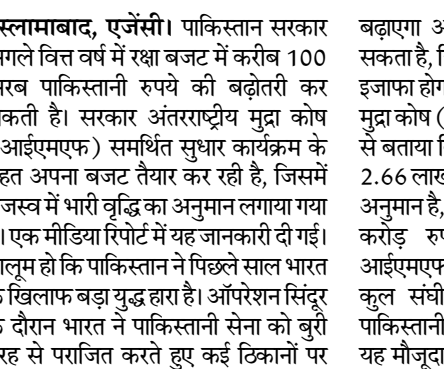 स्लामाबाद, एजेंसी। पाकिस्तान सरकार
गले वित्त वर्ष में रक्षा बजट में करीब 100
रब पाकिस्तानी रुपये की बढ़ोतरी कर
कती है। सरकार अंतरराष्ट्रीय मुद्रा कोष
आईएमएफ) समर्थित सुधार कार्यक्रम के
हत अपना बजट तैयार कर रही है, जिसमें
जस्व में भारी वृद्धि का अनुमान लगाया गया
। एक मीडिया रिपोर्ट में यह जानकारी दी गई।
ालूम हो कि पाकिस्तान ने पिछले साल भारत
खिलाफ बड़ा युद्ध हारा है। ऑपरेशन सिंदूर
दौरान भारत ने पाकिस्तानी सेना को बुरी
रह से पराजित करते हुए कई ठिकानों पर
बढ़ाएगा
सकता है,
इजाफा होग
मुद्रा कोष (
से बताया
2.66 लाख
अनुमान है,
करोड़ रु
आईएमएफ
कुल संघी
पाकिस्तानी
यह मौजूदा